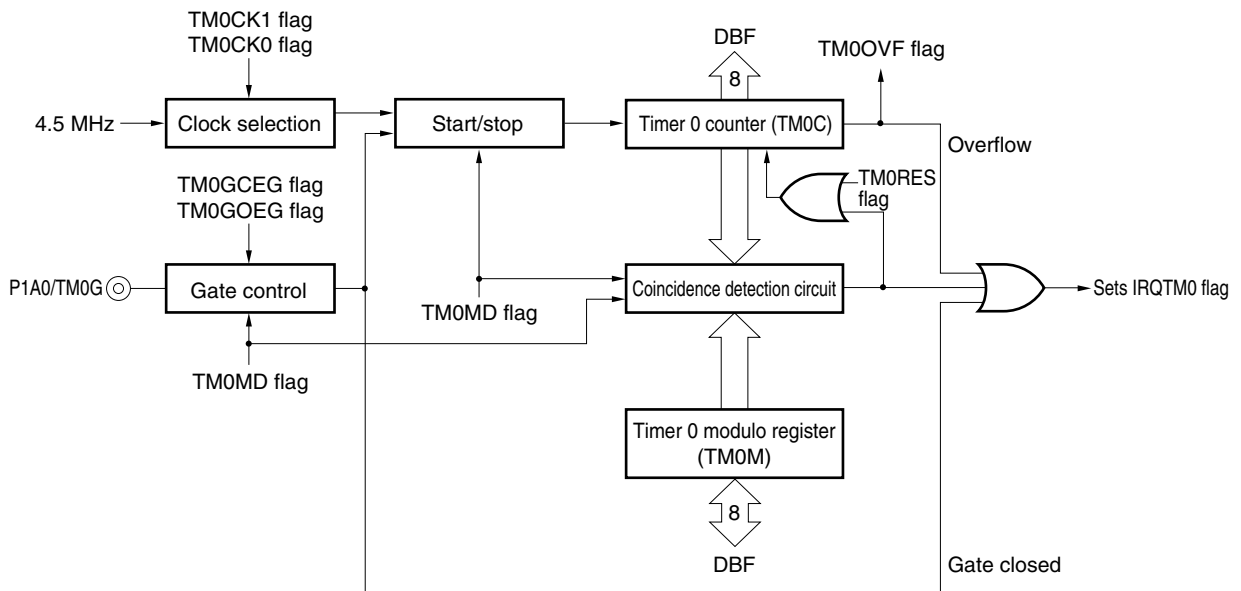 TM0CK1 flag
TM0CK0 flag
DBF
8
TM0OVF flag
4.5 MHz
Clock selection
Start/stop
Timer 0 counter (TM0C)
Overflow
TM0RES
flag
TM0GCEG flag
TM0GOEG flag
P1A0/TM0G
Gate control
TM0MD flag
Coincidence detection circuit
Sets IRQTM0 flag
TM0MD flag
Timer 0 modulo register
(TM0M)
8
DBF
Gate closed